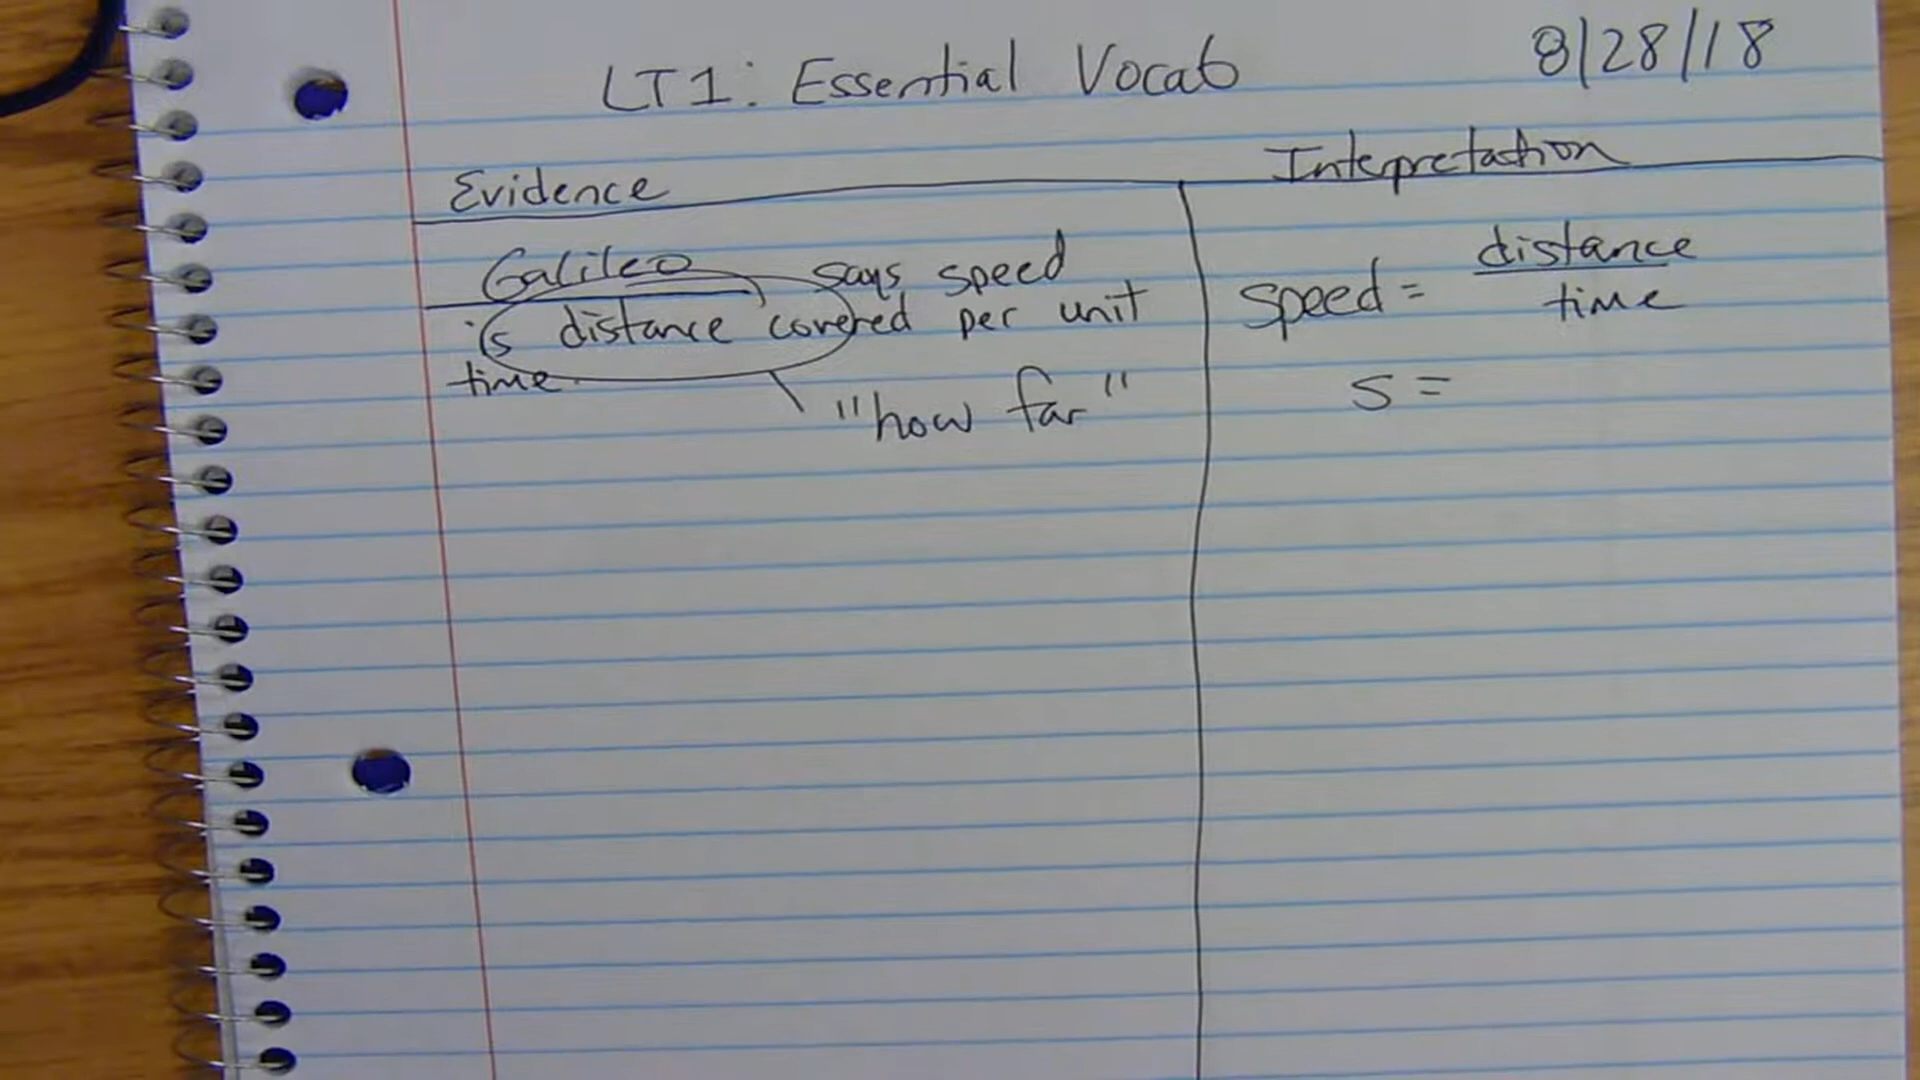 LT1: Essential Vocab
8/28/18
Evidence
Interpretation
Galileo says speed
is distance covered per unit
time.
"how far"
speed = distance
time
s =